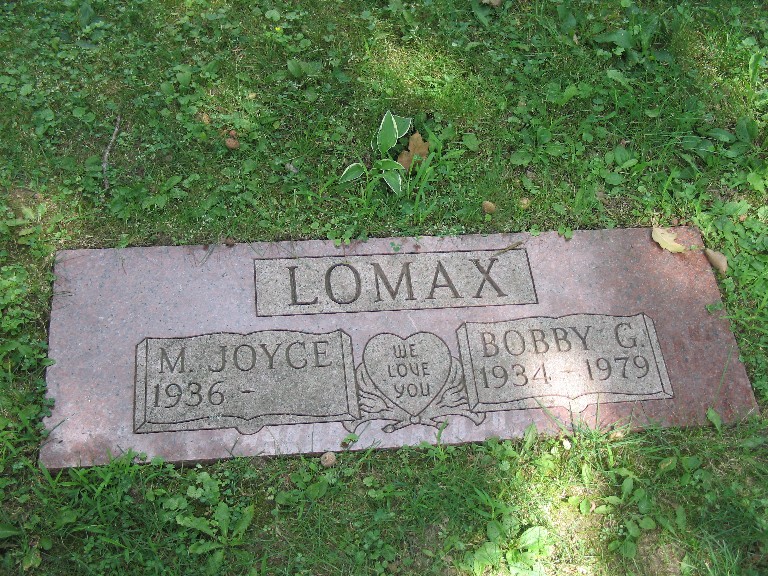 LOMAX
M. JOYCE
1936 -
WE
LOVE
YOU
BOBBY G.
1934 - 1979